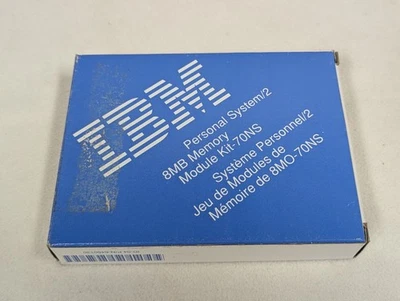 IBM
Personal System/2
8MB Memory
Module Kit-70NS
Système Personnel/2
Jeu de Modules de
Mémoire de 8MO-70NS